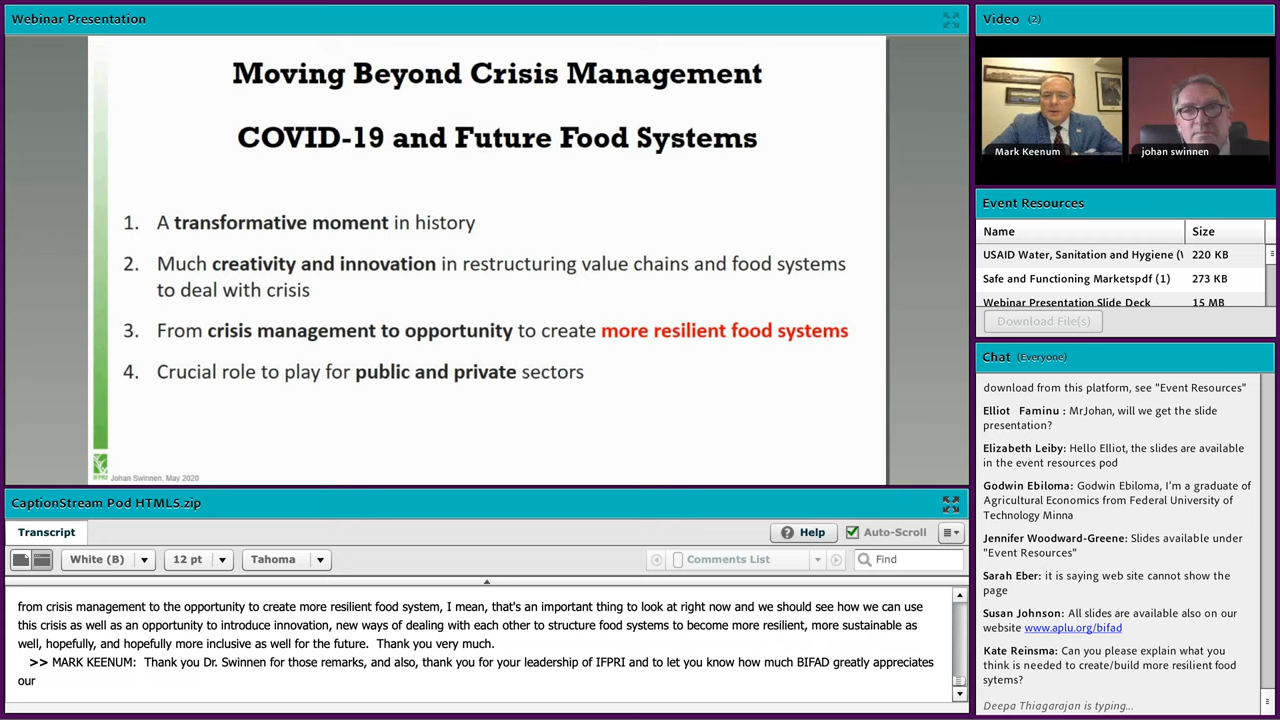 Webinar Presentation
Moving Beyond Crisis Management
COVID-19 and Future Food Systems
1. A transformative moment in history
2. Much creativity and innovation in restructuring value chains and food systems
to deal with crisis
3. From crisis management to opportunity to create more resilient food systems
4. Crucial role to play for public and private sectors
IFPRI
Johan Swinnen, May 2020
CaptionStream Pod HTML5.zip
Transcript
Help
Auto-Scroll
White (B)
12 pt
Tahoma
Comments List
Find
from crisis management to the opportunity to create more resilient food system, I mean, that's an important thing to look at right now and we should see how we can use
this crisis as well as an opportunity to introduce innovation, new ways of dealing with each other to structure food systems to become more resilient, more sustainable as
well, hopefully, and hopefully more inclusive as well for the future. Thank you very much.
>> MARK KEENUM: Thank you Dr. Swinnen for those remarks, and also, thank you for your leadership of IFPRI and to let you know how much BIFAD greatly appreciates
our
Video (2)
Mark Keenum
johan swinnen
Event Resources
Name Size
USAID Water, Sanitation and Hygiene (V 220 KB
Safe and Functioning Marketspdf (1) 273 KB
Webinar Presentation Slide Deck 15 MB
Download File(s)
Chat (Everyone)
download from this platform, see "Event Resources"
Elliot Faminu : MrJohan, will we get the slide
presentation?
Elizabeth Leiby: Hello Elliot, the slides are available
in the event resources pod
Godwin Ebiloma: Godwin Ebiloma, I'm a graduate of
Agricultural Economics from Federal University of
Technology Minna
Jennifer Woodward-Greene: Slides available under
"Event Resources"
Sarah Eber: it is saying web site cannot show the
page
Susan Johnson: All slides are available also on our
website www.aplu.org/bifad
Kate Reinsma: Can you please explain what you
think is needed to create/build more resilient food
sytems?
Deepa Thiagarajan is typing...